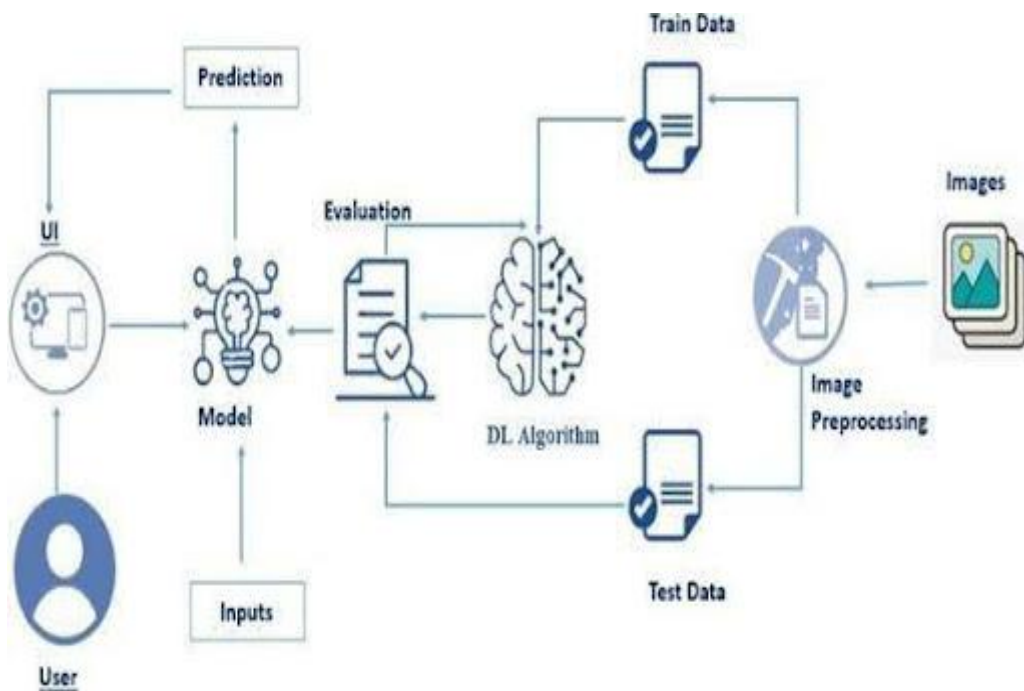 Train Data
Prediction
Images
Evaluation
UI
Image
Preprocessing
Model
DL Algorithm
Test Data
Inputs
User